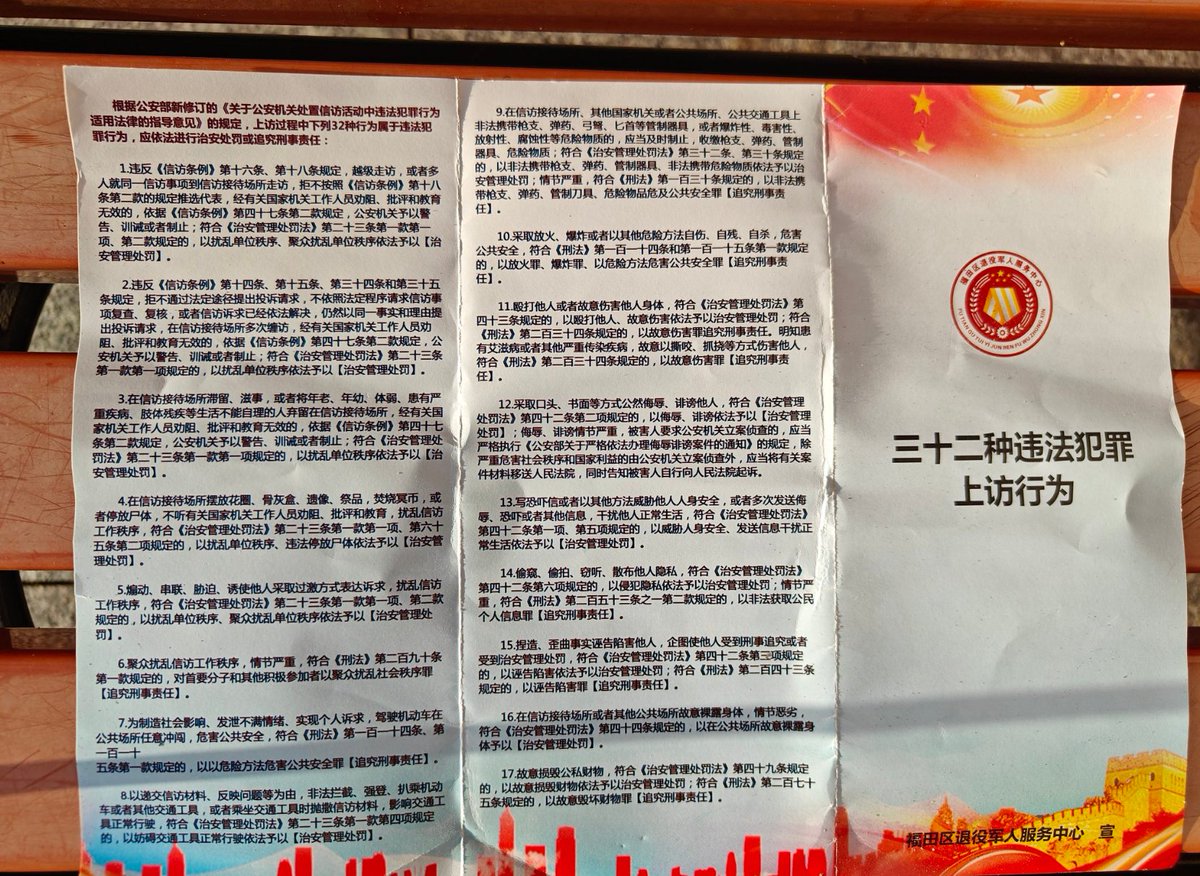 根据公安部新修订的《关于公安机关处置信访活动中违法犯罪行为
适用法律的指导意见》的规定，上访过程中下列32种行为属于违法犯
罪行为，应依法进行治安处罚或追究刑事责任：
1.违反《信访条例》第十六条、第十八条规定，越级走访，或者多
人就同一信访事项到信访接待场所走访，拒不按照《信访条例》第十八
条第二款的规定推选代表，经有关国家机关工作人员劝阻、批评和教育
无效的，依据《信访条例》第四十七条第二款规定，公安机关予以警
告、训诫或者制止；符合《治安管理处罚法》第二十三条第一款第一
项、第二款规定的，以扰乱单位秩序、聚众扰乱单位秩序依法予以【治
安管理处罚】。
2.违反《信访条例》第十四条、第十五条、第三十四条和第三十五
条规定，拒不通过法定途径提出投诉请求，不依照法定程序请求信访事
项复查、复核，或者信访诉求已经依法解决，仍然以同一事实和理由提
出投诉请求，在信访接待场所多次缠访，经有关国家机关工作人员劝
阻、批评和教育无效的，依据《信访条例》第四十七条第二款规定，公
安机关予以警告、训诫或者制止；符合《治安管理处罚法》第二十三条
第一款第一项规定的，以扰乱单位秩序依法予以【治安管理处罚】。
3.在信访接待场所滞留、滋事，或者将年老、年幼、体弱、患有严
重疾病、肢体残疾等生活不能自理的人弃留在信访接待场所，经有关国
家机关工作人员劝阻、批评和教育无效的，依据《信访条例》第四十七
条第二款规定，公安机关予以警告、训诫或者制止；符合《治安管理处
罚法》第二十三条第一款第一项规定的，以扰乱单位秩序依法予以【治
安管理处罚】。
4.在信访接待场所摆放花圈、骨灰盒、遗像、祭品，焚烧冥币，或
者停放尸体，不听有关国家机关工作人员劝阻、批评和教育，扰乱信访
工作秩序，符合《治安管理处罚法》第二十三条第一款第一项、第六十
五条第二项规定的，以扰乱单位秩序、违法停放尸体依法予以【治安管
理处罚】。
5.煽动、串联、胁迫、诱使他人采取过激方式表达诉求，扰乱信访
工作秩序，符合《治安管理处罚法》第二十三条第一款第一项、第二款
规定的，以扰乱单位秩序、聚众扰乱单位秩序依法予以【治安管理处
罚】。
6.聚众扰乱信访工作秩序，情节严重，符合《刑法》第二百九十条
第一款规定的，对首要分子和其他积极参加者以聚众扰乱社会秩序罪
【追究刑事责任】。
7.为制造社会影响、发泄不满情绪、实现个人诉求，驾驶机动车在
公共场所任意冲闯，危害公共安全，符合《刑法》第一百一十四条、第
一百一十
五条第一款规定的，以以危险方法危害公共安全罪【追究刑事责任】。
8.以递交信访材料、反映问题等为由，非法拦截、强登、扒乘机动
车或者其他交通工具，或者乘坐交通工具时抛撒信访材料，影响交通工
具正常行驶，符合《治安管理处罚法》第二十三条第一款第四项规定
的，以妨碍交通工具正常行驶依法予以【治安管理处罚】。
9.在信访接待场所、其他国家机关或者公共场所、公共交通工具上
非法携带枪支、弹药、弓弩、匕首等管制器具，或者爆炸性、毒害性、
放射性、腐蚀性等危险物质的，应当及时制止，收缴枪支、弹药、管制
器具、危险物质；符合《治安管理处罚法》第三十二条、第三十条规定
的，以非法携带枪支、弹药、管制器具、非法携带危险物质依法予以治
安管理处罚；情节严重，符合《刑法》第一百三十条规定的，以非法携
带枪支、弹药、管制刀具、危险物品危及公共安全罪【追究刑事责
任】。
10.采取放火、爆炸或者以其他危险方法自伤、自残、自杀，危害
公共安全，符合《刑法》第一百一十四条和第一百一十五条第一款规定
的，以放火罪、爆炸罪、以危险方法危害公共安全罪【追究刑事责
任】。
11.殴打他人或者故意伤害他人身体，符合《治安管理处罚法》第
四十三条规定的，以殴打他人、故意伤害依法予以治安管理处罚；符合
《刑法》第二百三十四条规定的，以故意伤害罪追究刑事责任。明知患
有艾滋病或者其他严重传染疾病，故意以撕咬、抓挠等方式伤害他人，
符合《刑法》第二百三十四条规定的，以故意伤害罪【追究刑事责
任】。
12.采取口头、书面等方式公然侮辱、诽谤他人，符合《治安管理
处罚法》第四十二条第二项规定的，以侮辱、诽谤依法予以【治安管理
处罚】；侮辱、诽谤情节严重，被害人要求公安机关立案侦查的，应当
严格执行《公安部关于严格依法办理侮辱诽谤案件的通知》的规定，除
严重危害社会秩序和国家利益的由公安机关立案侦查外，应当将有关案
件材料移送人民法院，同时告知被害人自行向人民法院起诉。
13.写恐吓信或者以其他方法威胁他人人身安全，或者多次发送侮
辱、恐吓或者其他信息，干扰他人正常生活，符合《治安管理处罚法》
第四十二条第一项、第五项规定的，以威胁人身安全、发送信息干扰正
常生活依法予以【治安管理处罚】。
14.偷窥、偷拍、窃听、散布他人隐私，符合《治安管理处罚法》
第四十二条第六项规定的，以侵犯隐私依法予以治安管理处罚；情节严
重，符合《刑法》第二百五十三条之一第二款规定的，以非法获取公民
个人信息罪【追究刑事责任】。
15.捏造、歪曲事实诬告陷害他人，企图使他人受到刑事追究或者
受到治安管理处罚，符合《治安管理处罚法》第四十二条第三项规定
的，以诬告陷害依法予以治安管理处罚；符合《刑法》第二百四十三条
规定的，以诬告陷害罪【追究刑事责任】。
16.在信访接待场所或者其他公共场所故意裸露身体，情节恶劣，
符合《治安管理处罚法》第四十四条规定的，以在公共场所故意裸露身
体予以【治安管理处罚】。
17.故意损毁公私财物，符合《治安管理处罚法》第四十九条规定
的，以故意损毁财物依法予以治安管理处罚；符合《刑法》第二百七十
五条规定的，以故意毁坏财物罪【追究刑事责任】。
福田区退役军人服务中心
FU TIAN QU TUI YI JUN REN FU WU ZHONG XIN
三十二种违法犯罪
上访行为
福田区退役军人服务中心 宣